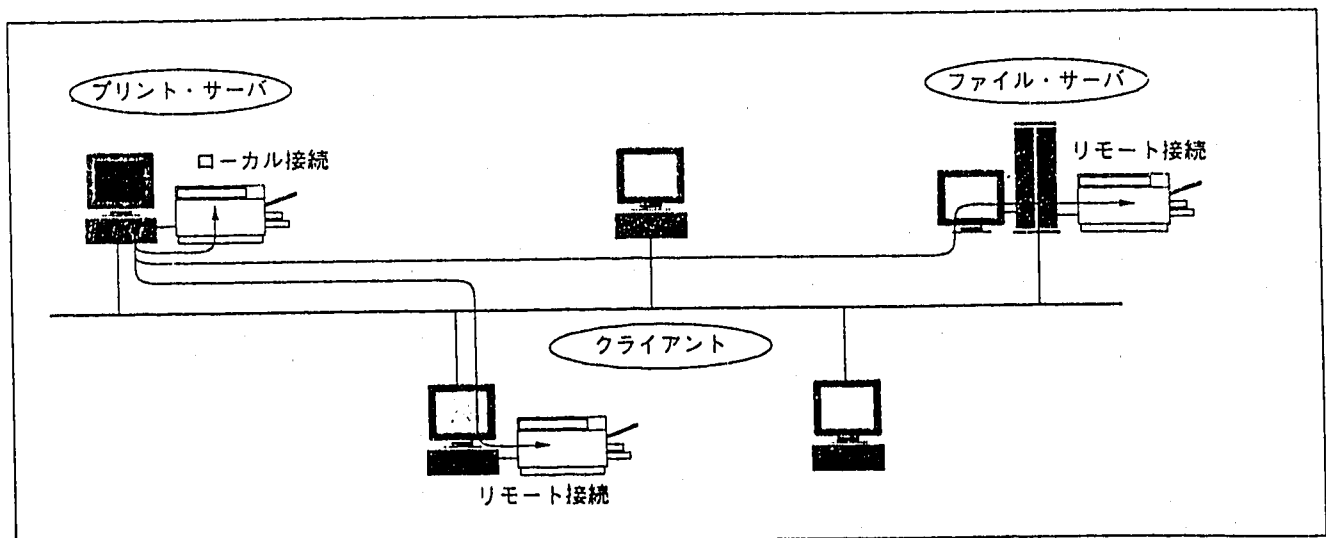 プリント・サーバ
ファイル・サーバ
ローカル接続
リモート接続
クライアント
リモート接続